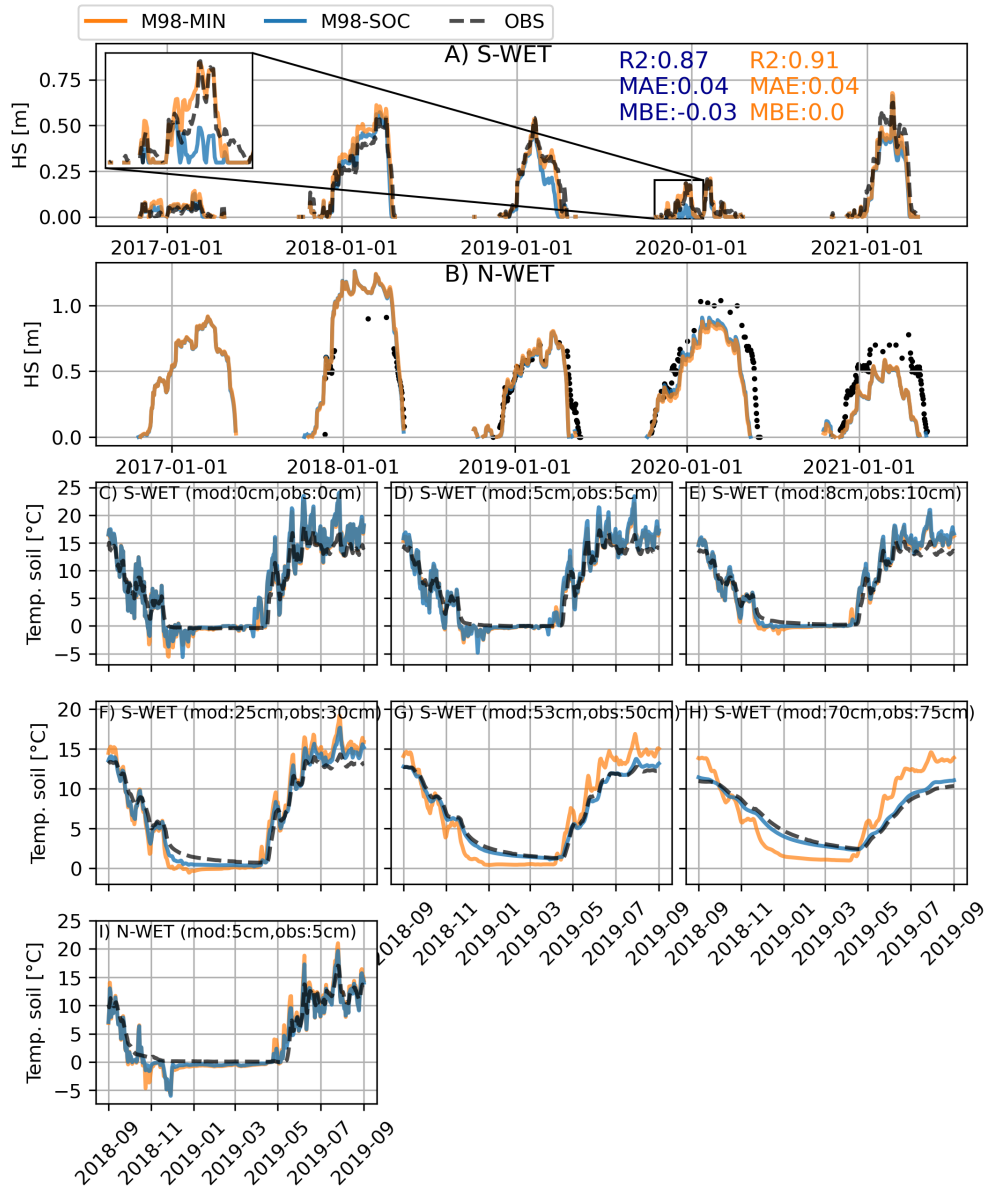 M98-MIN M98-SOC OBS
A) S-WET
R2:0.87 R2:0.91
MAE:0.04 MAE:0.04
MBE:-0.03 MBE:0.0
HS [m]
0.75
0.50
0.25
0.00
2017-01-01 2018-01-01 2019-01-01 2020-01-01 2021-01-01
B) N-WET
HS [m]
1.0
0.5
0.0
2017-01-01 2018-01-01 2019-01-01 2020-01-01 2021-01-01
C) S-WET (mod:0cm,obs:0cm) D) S-WET (mod:5cm,obs:5cm) E) S-WET (mod:8cm,obs:10cm)
Temp. soil [°C]
25
20
15
10
5
0
−5
F) S-WET (mod:25cm,obs:30cm) G) S-WET (mod:53cm,obs:50cm) H) S-WET (mod:70cm,obs:75cm)
Temp. soil [°C]
20
15
10
5
0
2018-09 2018-11 2019-01 2019-03 2019-05 2019-07 2019-09 2018-09 2018-11 2019-01 2019-03 2019-05 2019-07 2019-09
I) N-WET (mod:5cm,obs:5cm)
Temp. soil [°C]
25
20
15
10
5
0
−5
2018-09 2018-11 2019-01 2019-03 2019-05 2019-07 2019-09